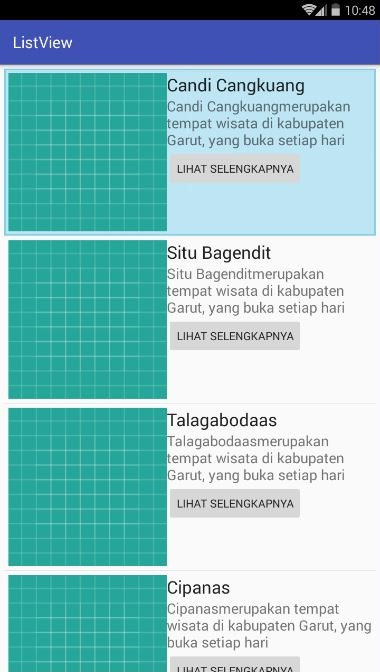 10:48
ListView
Candi Cangkuang
Candi Cangkuangmerupakan
tempat wisata di kabupaten
Garut, yang buka setiap hari
LIHAT SELENGKAPNYA
Situ Bagendit
Situ Bagenditmerupakan
tempat wisata di kabupaten
Garut, yang buka setiap hari
LIHAT SELENGKAPNYA
Talagabodaas
Talagabodaasmerupakan
tempat wisata di kabupaten
Garut, yang buka setiap hari
LIHAT SELENGKAPNYA
Cipanas
Cipanasmerupakan tempat
wisata di kabupaten Garut, yang
buka setiap hari
LIHAT SELENGKAPNYA